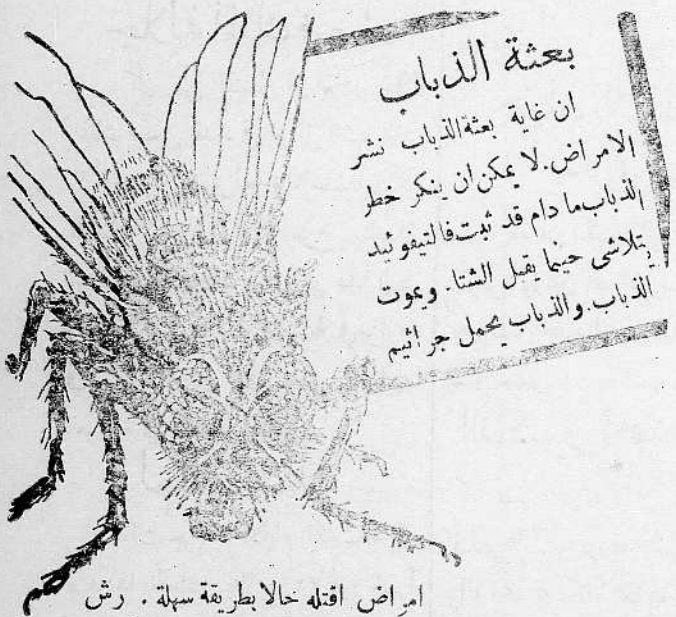 بعثة الذباب
ان غاية بعثة الذباب نشر
الامراض. لا يمكن ان ينكر خطر
الذباب ما دام قد ثبت فالتيفوئيد
يتلاشى حينما يقبل الشتا. ويموت
الذباب. والذباب يحمل جراثيم
امراض اقتله حالا بطريقة سهلة. رش